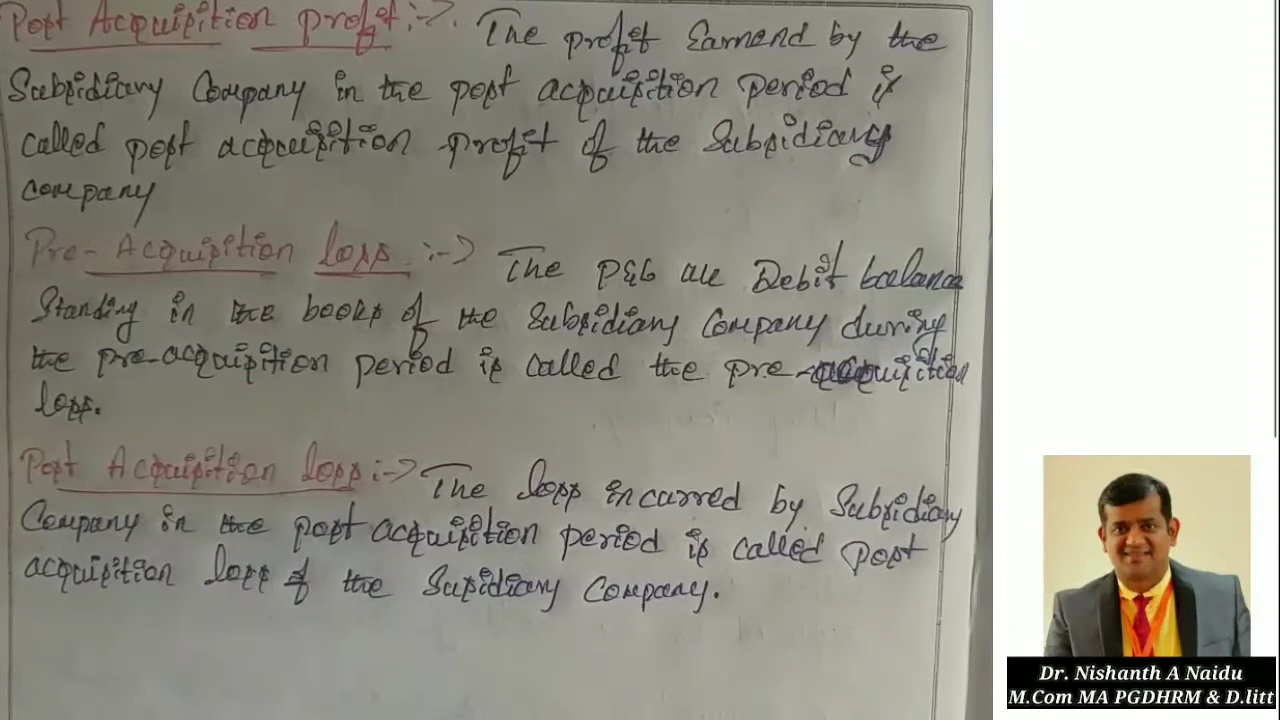 Post Acquisition profit :-> The profit Earnend by the
Subsidiary Company in the post acquisition period is
called post acquisition profit of the Subsidiary
company
Pre-Acquisition loss :-> The P&L a/c Debit balance
Standing in the books of the Subsidiary Company during
the pre-acquisition period is called the pre-acquisition
loss.
Post Acquisition loss :-> The loss incurred by Subsidiary
Company in the post acquisition period is called Post
acquisition loss of the Supidiary Company.
Dr. Nishanth A Naidu
M.Com MA PGDHRM & D.litt